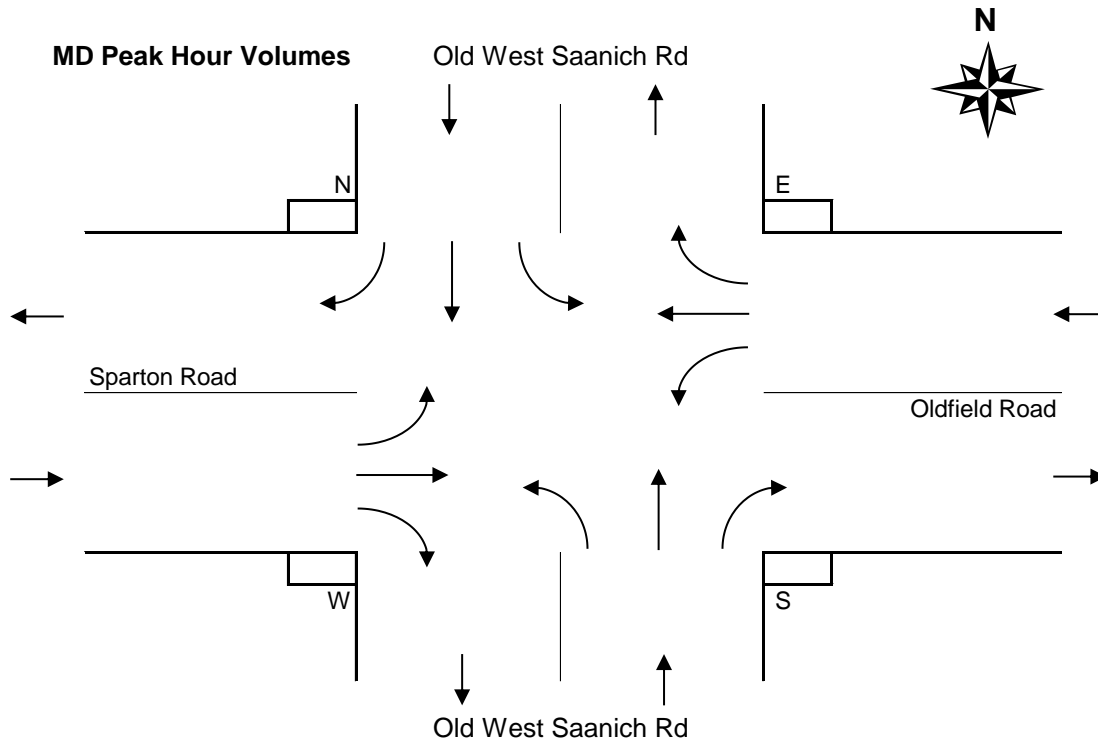 N
MD Peak Hour Volumes
Old West Saanich Rd
N
E
Sparton Road
Oldfield Road
W
S
Old West Saanich Rd